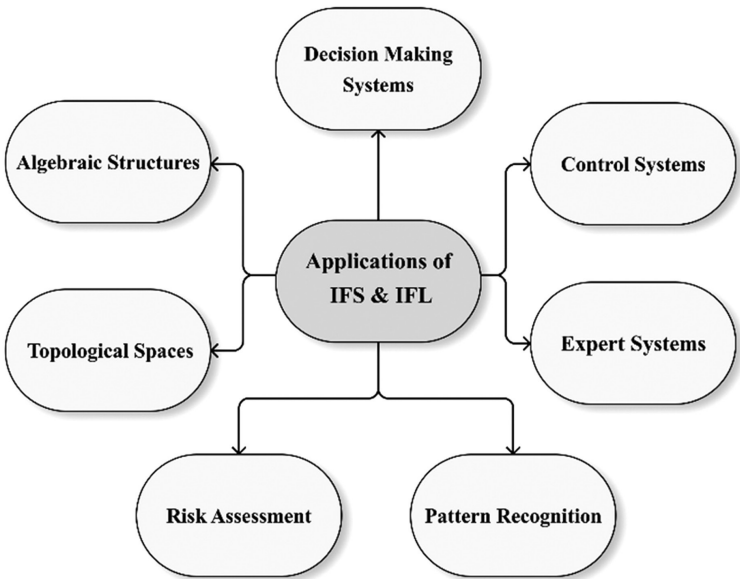 Decision Making
Systems
Algebraic Structures
Control Systems
Applications of
IFS & IFL
Topological Spaces
Expert Systems
Risk Assessment
Pattern Recognition